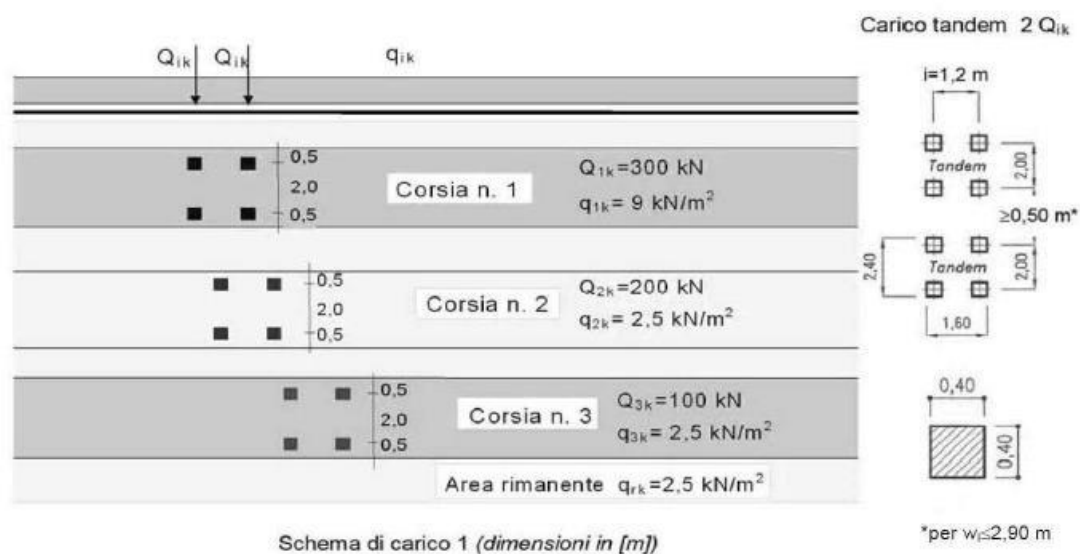 Carico tandem 2 Qik
Qik Qik qik
i=1,2 m
0,5
2,0
0,5
Corsia n. 1
Q1k=300 kN
q1k= 9 kN/m²
Tandem
2,00
≥0,50 m*
0,5
2,0
0,5
Corsia n. 2
Q2k=200 kN
q2k= 2,5 kN/m²
2,40
Tandem
2,00
1,60
0,5
2,0
0,5
Corsia n. 3
Q3k=100 kN
q3k= 2,5 kN/m²
0,40
0,40
Area rimanente qrk=2,5 kN/m²
Schema di carico 1 (dimensioni in [m])
*per wl≤2,90 m